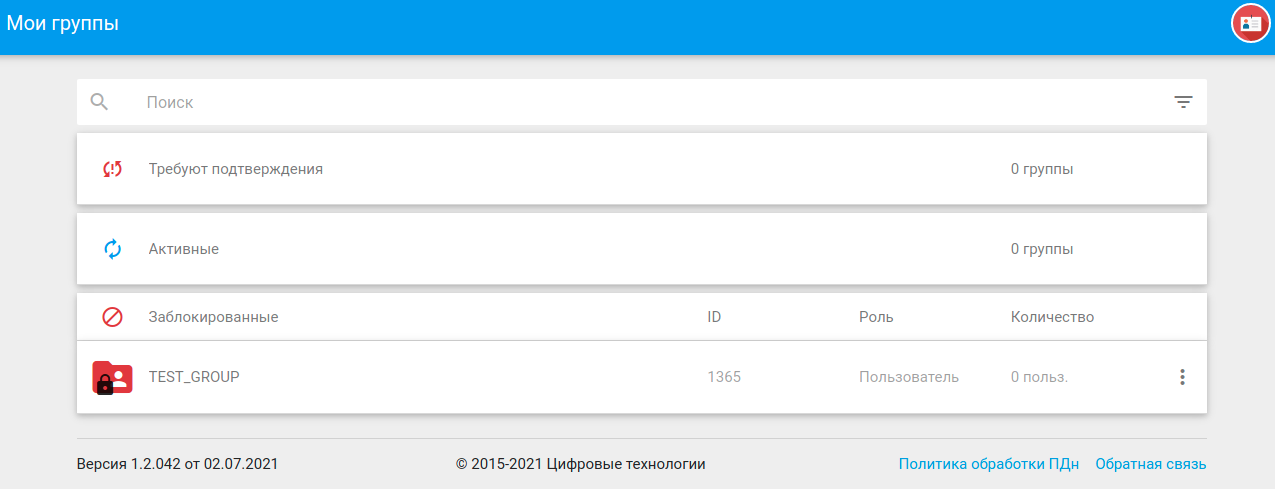 Мои группы
Поиск
Требуют подтверждения 0 группы
Активные 0 группы
Заблокированные ID Роль Количество
TEST_GROUP 1365 Пользователь 0 польз.
Версия 1.2.042 от 02.07.2021 © 2015-2021 Цифровые технологии Политика обработки ПДн Обратная связь